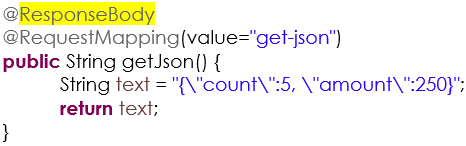 @ResponseBody
@RequestMapping(value="get-json")
public String getJson() {
String text = "{\"count\":5, \"amount\":250}";
return text;
}